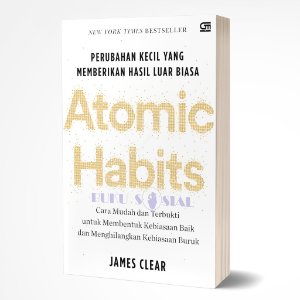 NEW YORK TIMES BESTSELLER
GM
PERUBAHAN KECIL YANG
MEMBERIKAN HASIL LUAR BIASA
Atomic
Habits
BUKU SOSIAL
Cara Mudah dan Terbukti
untuk Membentuk Kebiasaan Baik
dan Menghilangkan Kebiasaan Buruk
JAMES CLEAR